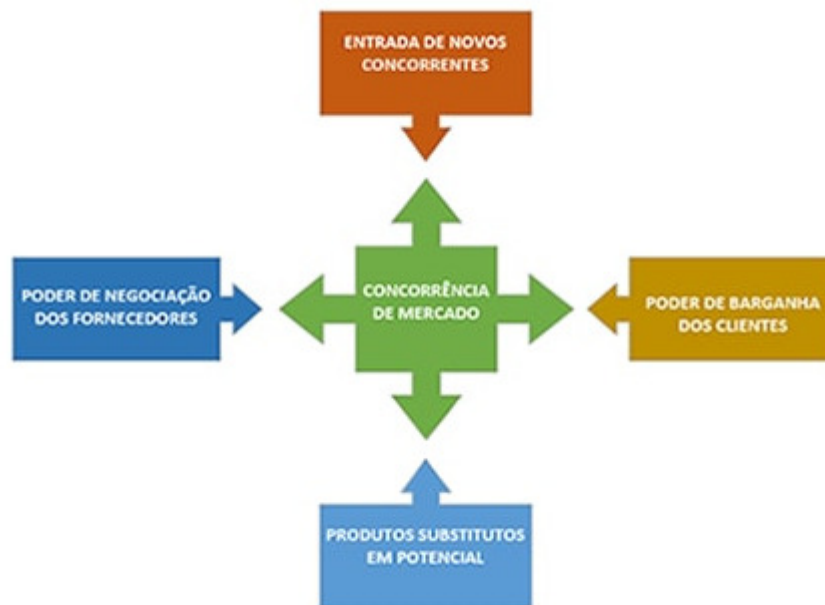 ENTRADA DE NOVOS
CONCORRENTES
PODER DE NEGOCIAÇÃO
DOS FORNECEDORES
CONCORRÊNCIA
DE MERCADO
PODER DE BARGANHA
DOS CLIENTES
PRODUTOS SUBSTITUTOS
EM POTENCIAL